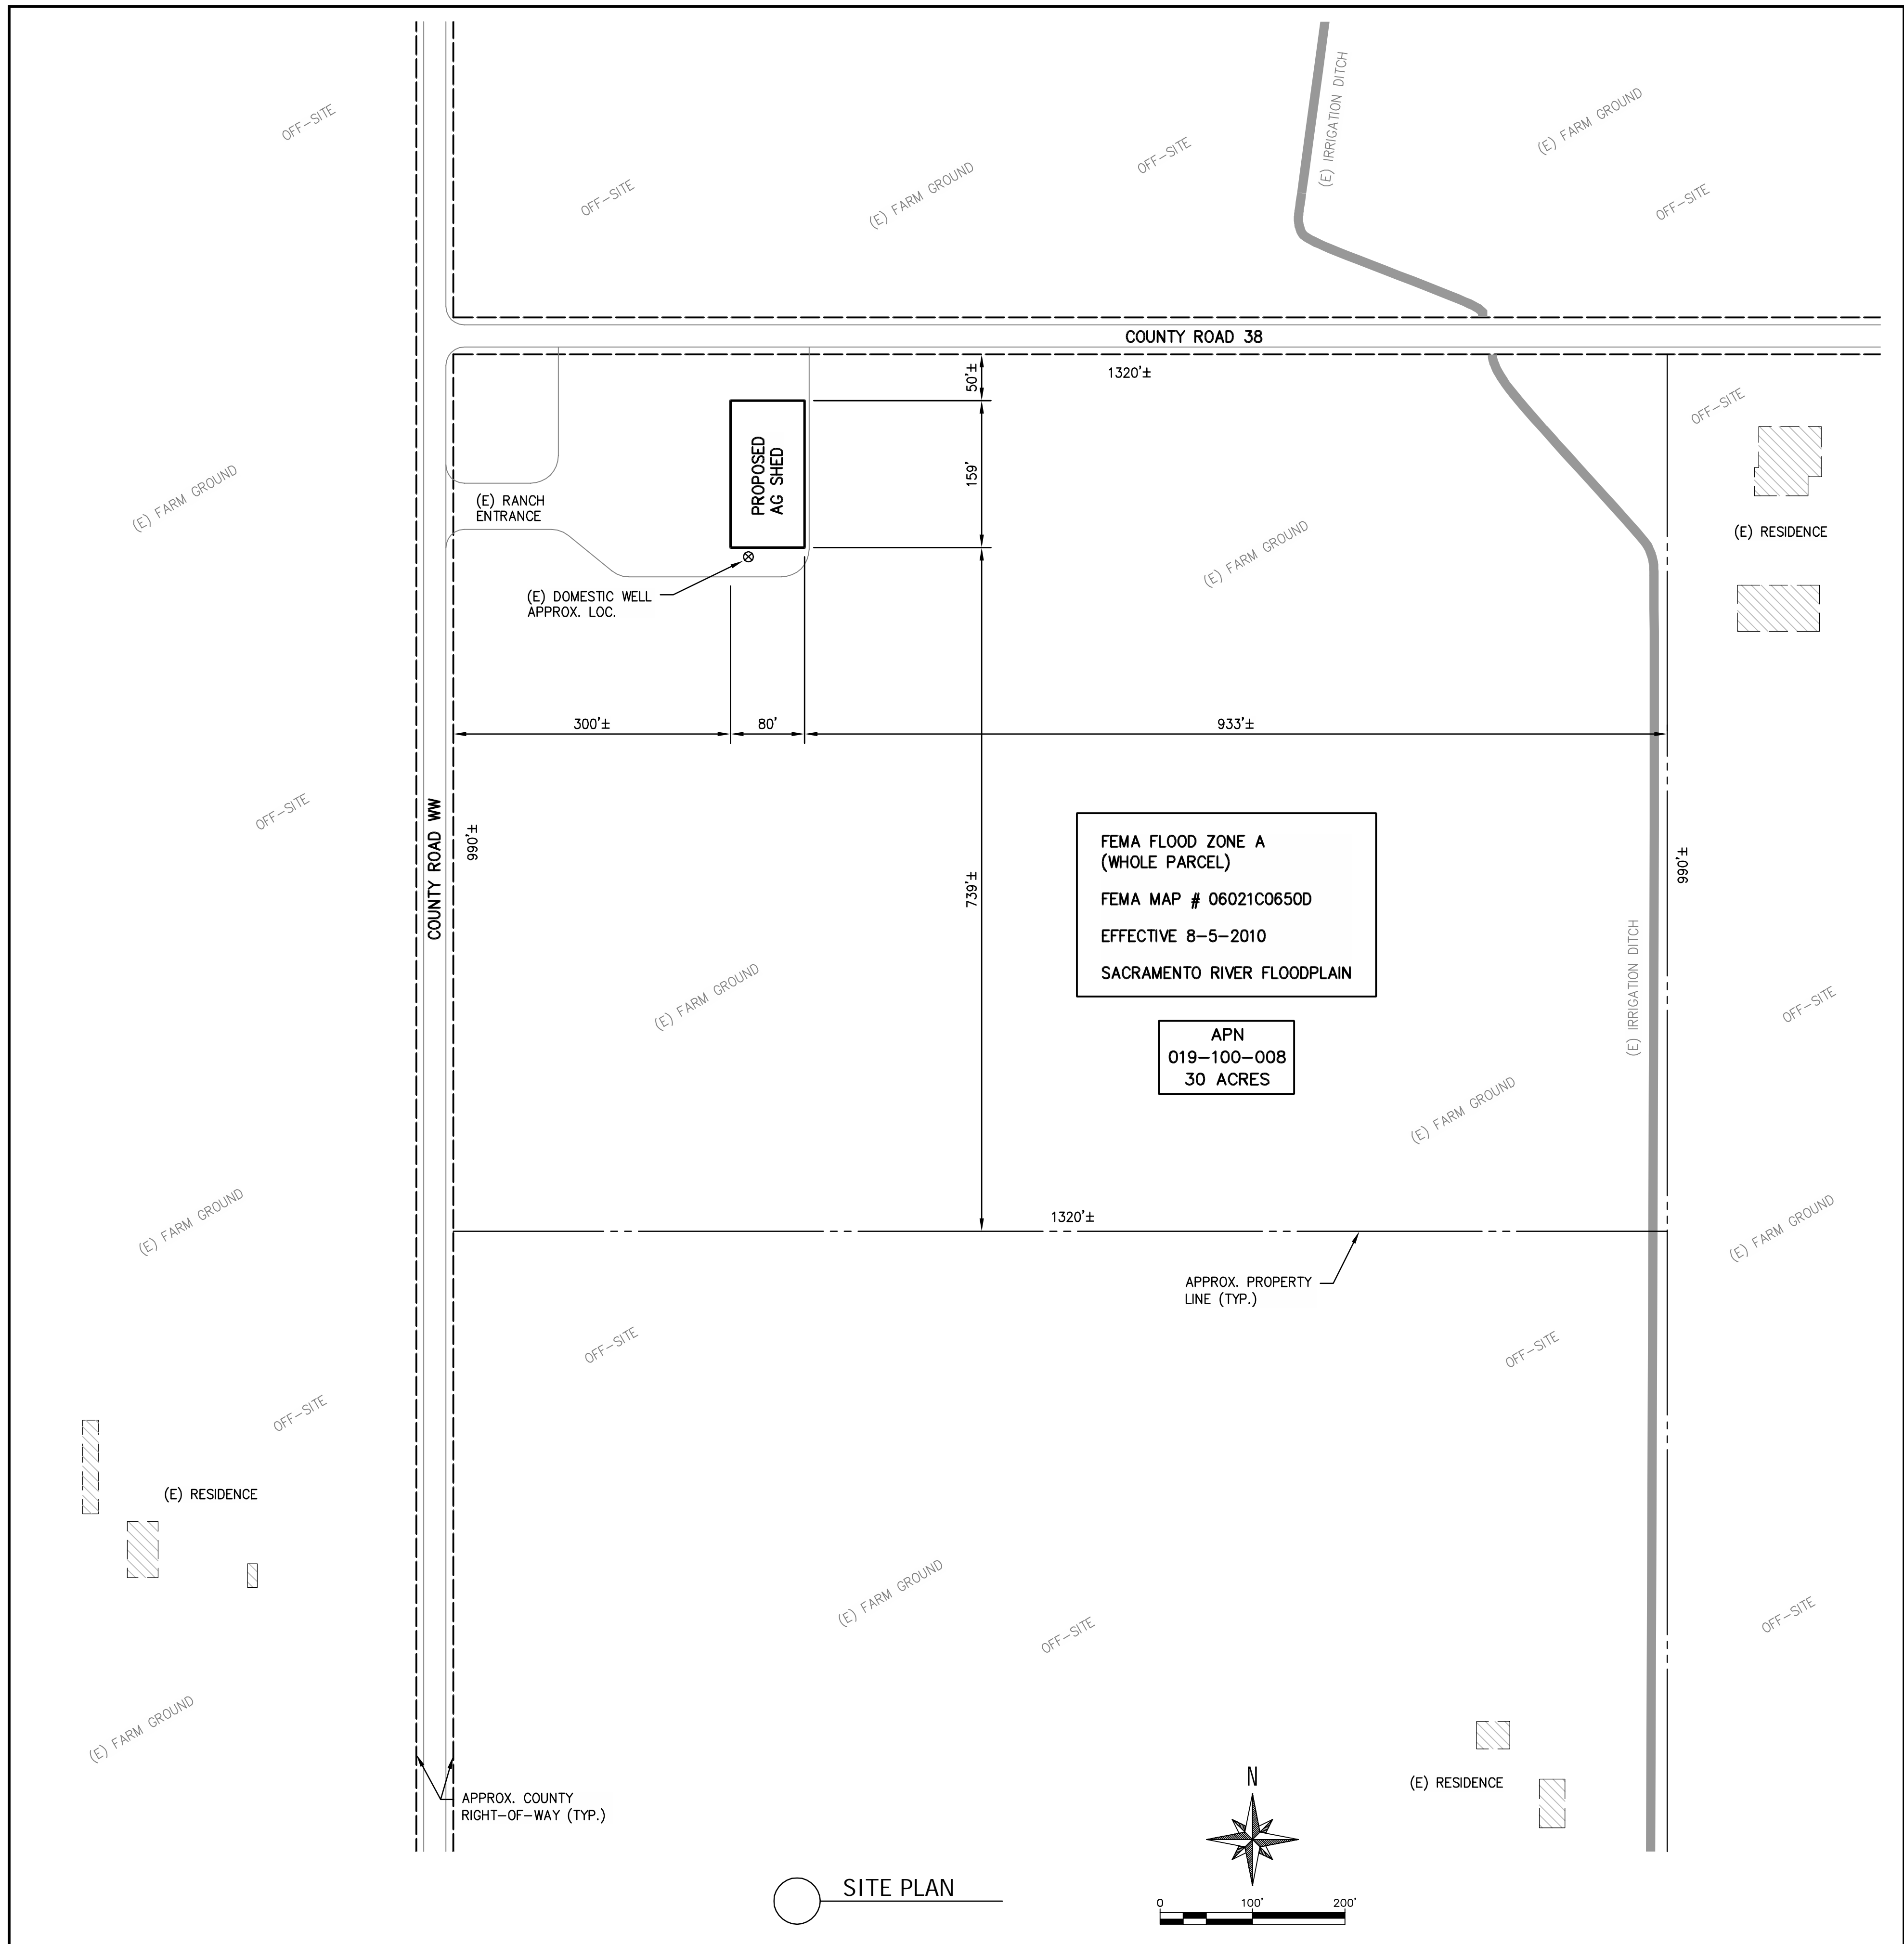 OFF-SITE
OFF-SITE
(E) FARM GROUND
OFF-SITE
(E) IRRIGATION DITCH
(E) FARM GROUND
OFF-SITE
COUNTY ROAD 38
50'±
1320'±
OFF-SITE
159'
PROPOSED
AG SHED
(E) FARM GROUND
(E) RANCH
ENTRANCE
(E) FARM GROUND
(E) RESIDENCE
(E) DOMESTIC WELL
APPROX. LOC.
300'±
80'
933'±
OFF-SITE
COUNTY ROAD WW
990'±
739'±
FEMA FLOOD ZONE A
(WHOLE PARCEL)
FEMA MAP # 06021C0650D
EFFECTIVE 8-5-2010
SACRAMENTO RIVER FLOODPLAIN
990'±
(E) IRRIGATION DITCH
(E) FARM GROUND
OFF-SITE
APN
019-100-008
30 ACRES
(E) FARM GROUND
(E) FARM GROUND
1320'±
(E) FARM GROUND
APPROX. PROPERTY
LINE (TYP.)
OFF-SITE
OFF-SITE
OFF-SITE
(E) RESIDENCE
(E) FARM GROUND
OFF-SITE
OFF-SITE
(E) FARM GROUND
APPROX. COUNTY
RIGHT-OF-WAY (TYP.)
N
(E) RESIDENCE
SITE PLAN
0 100' 200'